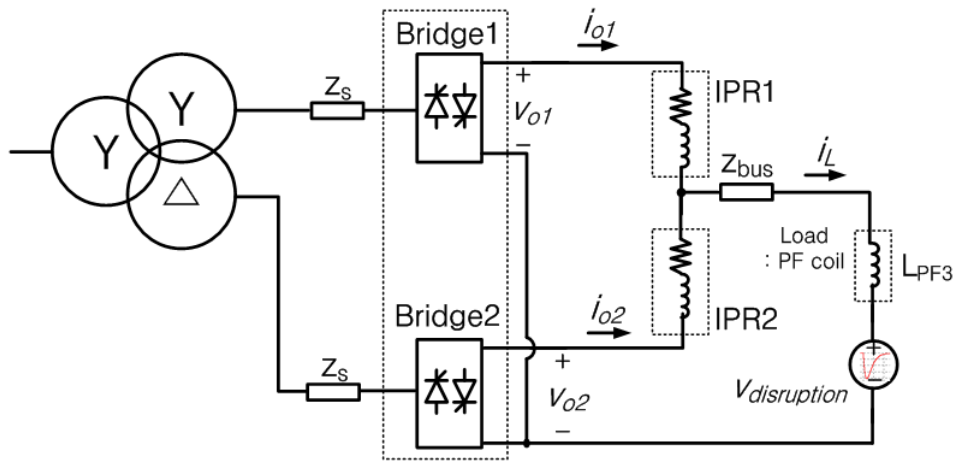 Bridge1
i_o1
IPR1
Y
Y
Z_s
+
v_o1
−
Z_bus
i_L
△
Load
: PF coil
L_PF3
Bridge2
i_o2
IPR2
Z_s
+
v_o2
−
+
−
v_disruption